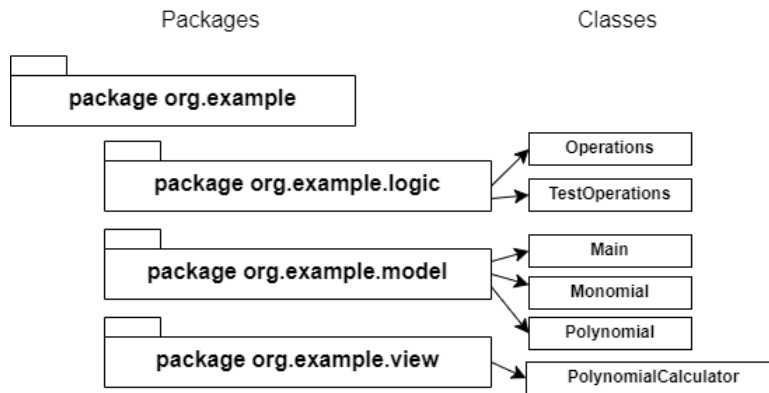 Packages
Classes
package org.example
package org.example.logic
Operations
TestOperations
package org.example.model
Main
Monomial
Polynomial
package org.example.view
PolynomialCalculator